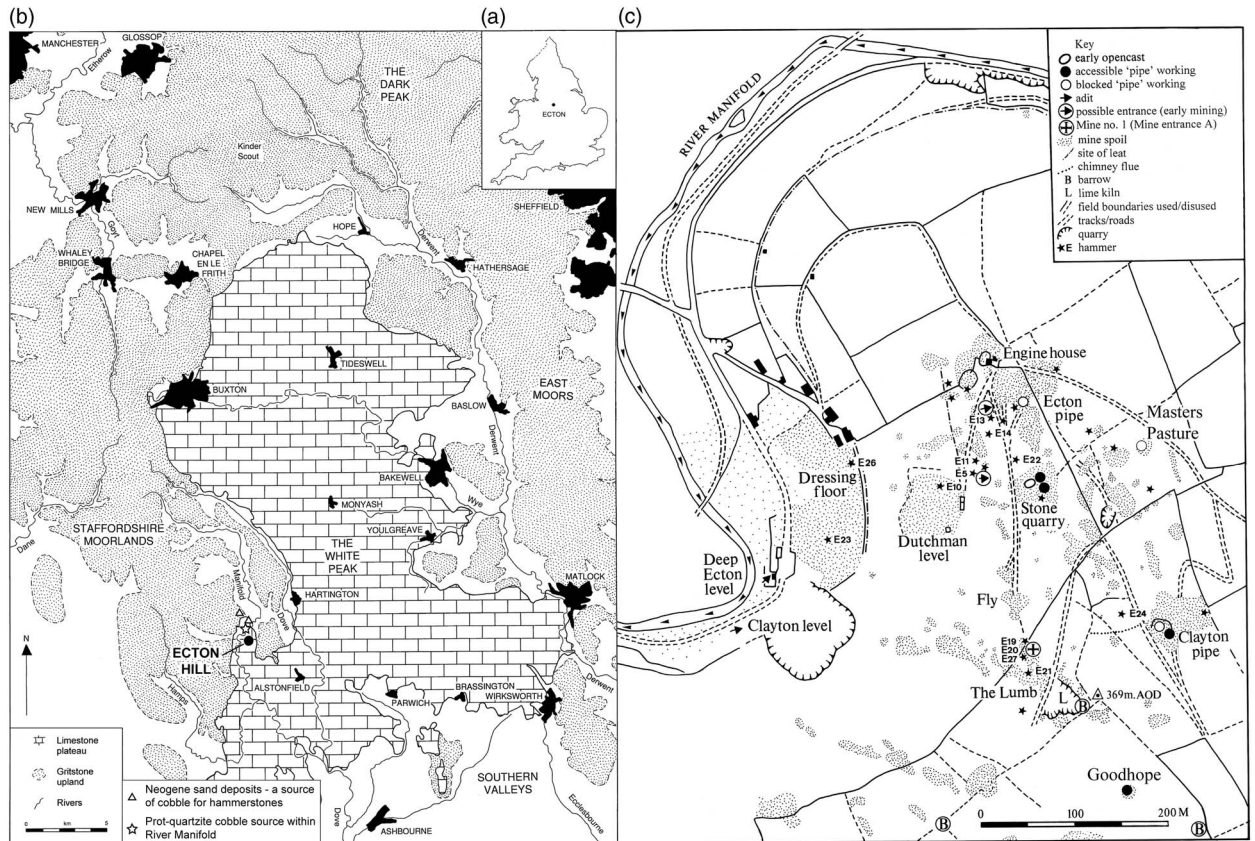 (b)
(a)
(c)
MANCHESTER
GLOSSOP
Etherow
THE
DARK
PEAK
ECTON
Kinder
Scout
SHEFFIELD
NEW MILLS
Goyt
HOPE
Derwent
WHALEY
BRIDGE
CHAPEL
EN LE
FRITH
HATHERSAGE
TIDESWELL
BUXTON
EAST
MOORS
BASLOW
Derwent
BAKEWELL
Wye
MONYASH
STAFFORDSHIRE
MOORLANDS
YOULGREAVE
Dane
THE
WHITE
PEAK
Manifold
Dove
MATLOCK
HARTINGTON
N
ECTON
HILL
Derwent
ALSTONFIELD
Hamps
PARWICH
BRASSINGTON
WIRKSWORTH
Limestone
plateau
Gritstone
upland
Rivers
0 km 5
SOUTHERN
VALLEYS
Neogene sand deposits - a
source of cobble for hammerstones
Prot-quartzite cobble source within
River Manifold
Dove
ASHBOURNE
Ecclesbourne
RIVER MANIFOLD
Key
early opencast
accessible 'pipe' working
blocked 'pipe' working
adit
possible entrance (early mining)
Mine no. 1 (Mine entrance A)
mine spoil
site of leat
chimney flue
B barrow
L lime kiln
field boundaries used/disused
tracks/roads
quarry
E hammer
Engine house
Ecton
pipe
E13
E14
Masters
Pasture
E26
E11
E22
E5
Dressing
floor
E10
Stone
quarry
E23
Dutchman
level
Deep
Ecton
level
Fly
E24
Clayton level
E19
E20
E27
Clayton
pipe
E21
The Lumb
L
B
369m. AOD
Goodhope
B
0 100 200 M
B